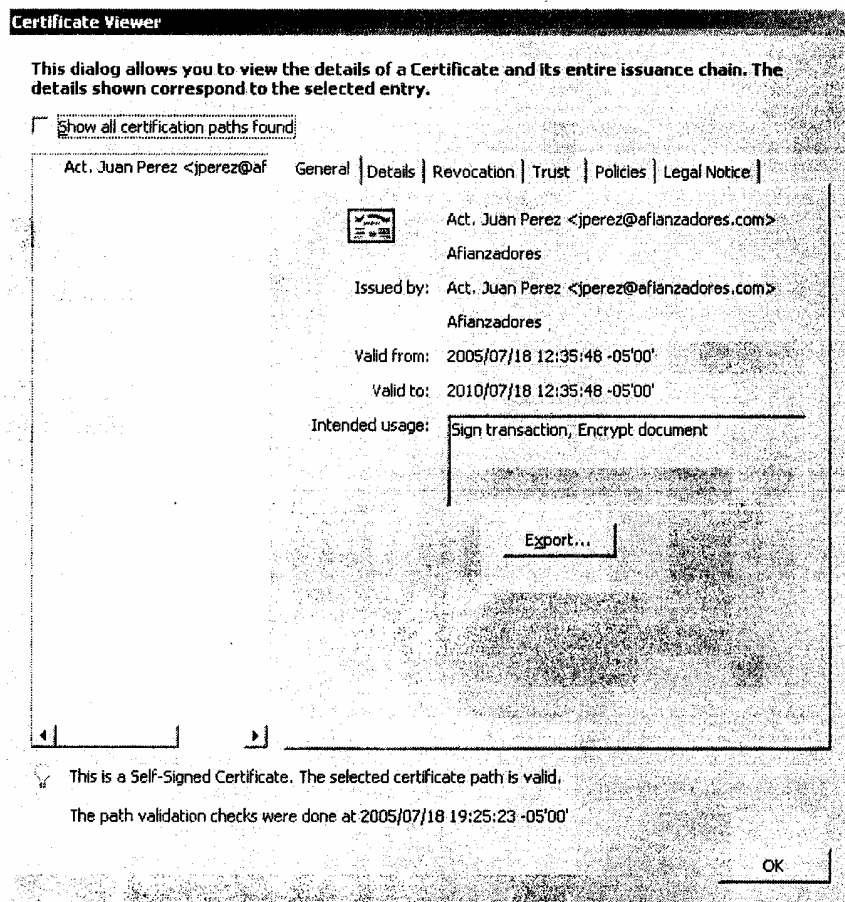 Certificate Viewer
This dialog allows you to view the details of a Certificate and its entire issuance chain. The
details shown correspond to the selected entry.
Show all certification paths found
Act. Juan Perez <jperez@af
General Details Revocation Trust Policies Legal Notice
Act. Juan Perez <jperez@afianzadores.com>
Afianzadores
Issued by: Act. Juan Perez <jperez@afianzadores.com>
Afianzadores
Valid from: 2005/07/18 12:35:48 -05'00'
Valid to: 2010/07/18 12:35:48 -05'00'
Intended usage: Sign transaction, Encrypt document
Export...
This is a Self-Signed Certificate. The selected certificate path is valid.
The path validation checks were done at 2005/07/18 19:25:23 -05'00'
OK